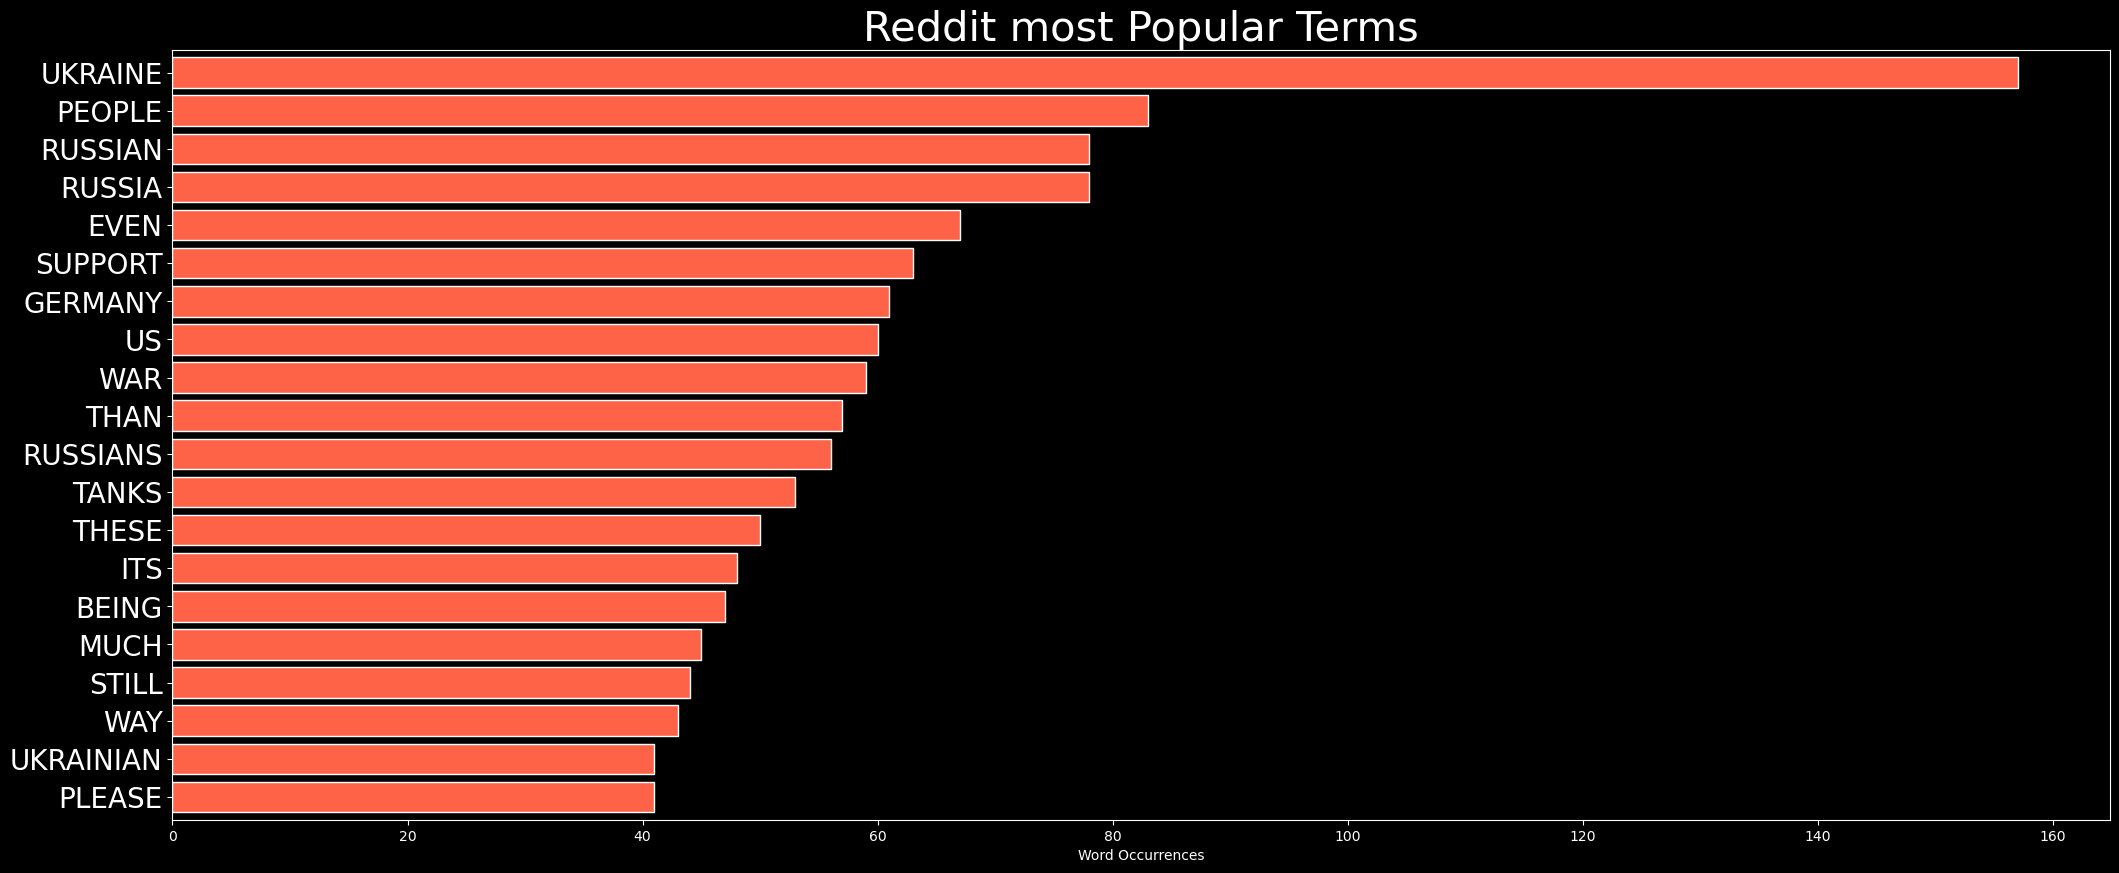 Reddit most Popular Terms
UKRAINE
PEOPLE
RUSSIAN
RUSSIA
EVEN
SUPPORT
GERMANY
US
WAR
THAN
RUSSIANS
TANKS
THESE
ITS
BEING
MUCH
STILL
WAY
UKRAINIAN
PLEASE
0 20 40 60 80 100 120 140 160
Word Occurrences